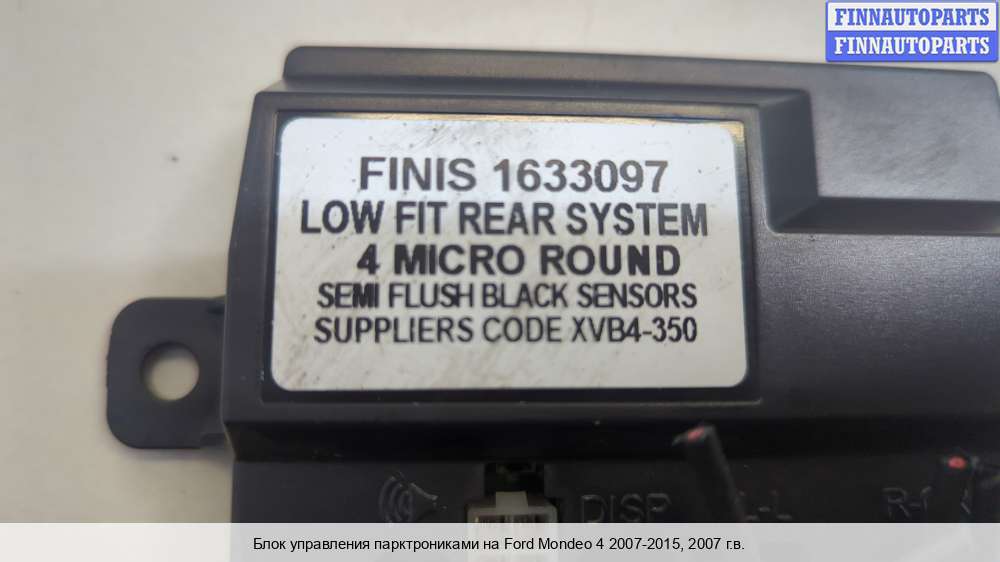 FINNAUTOPARTS
FINNAUTOPARTS
FINIS 1633097
LOW FIT REAR SYSTEM
4 MICRO ROUND
SEMI FLUSH BLACK SENSORS
SUPPLIERS CODE XVB4-350
DISP
Блок управления парктрониками на Ford Mondeo 4 2007-2015, 2007 г.в.